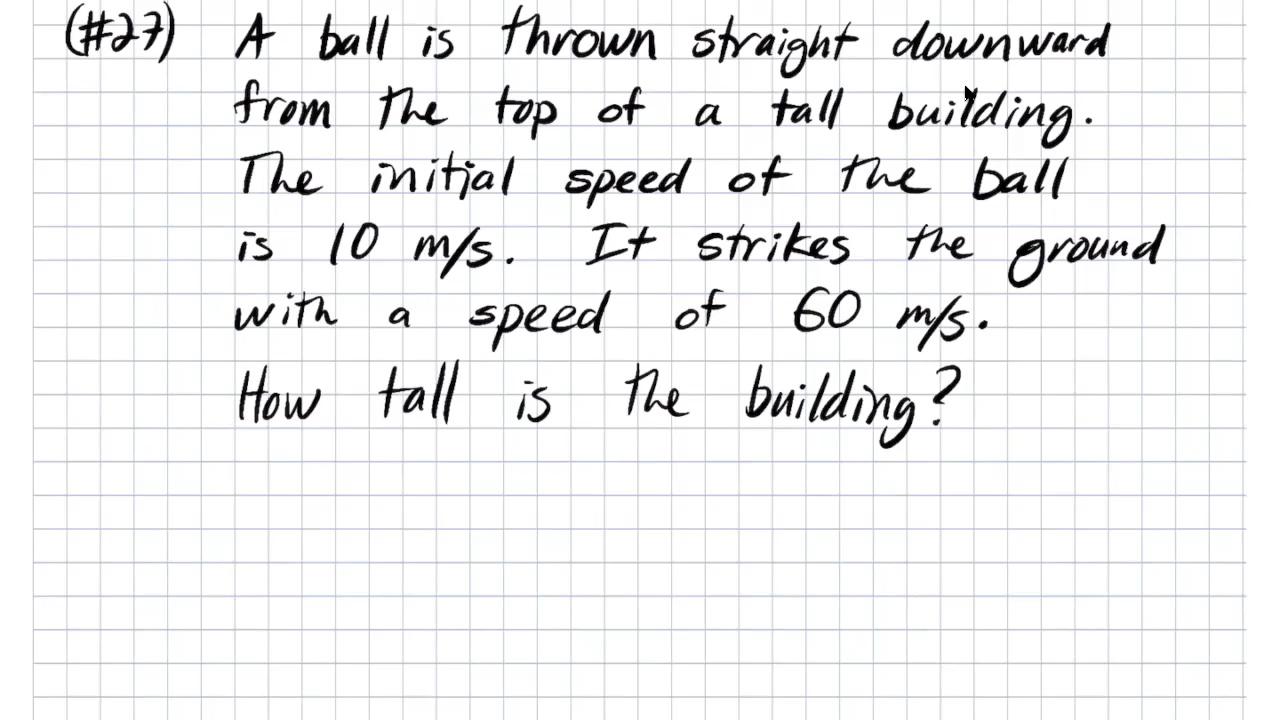 (#27) A ball is thrown straight downward
from the top of a tall building.
The initial speed of the ball
is 10 m/s. It strikes the ground
with a speed of 60 m/s.
How tall is the building?